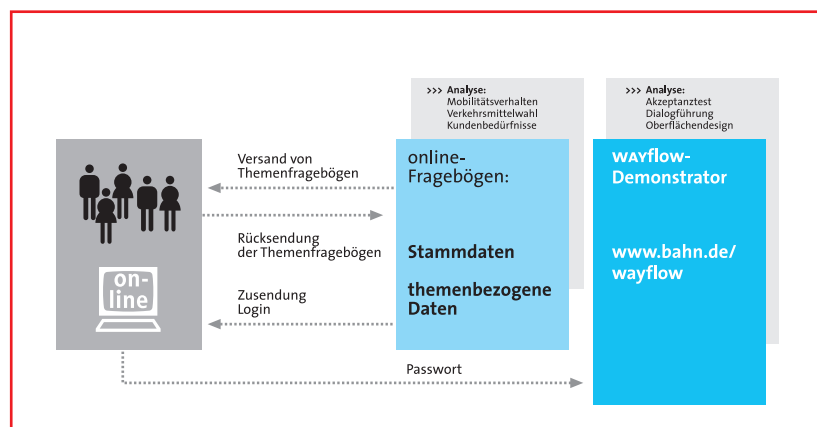 >>> Analyse:
Mobilitätsverhalten
Verkehrsmittelwahl
Kundenbedürfnisse
>>> Analyse:
Akzeptanztest
Dialogführung
Oberflächendesign
Versand von
Themenfragebögen
Rücksendung
der Themenfragebögen
Zusendung
Login
on-
line
online-
Fragebögen:
Stammdaten
themenbezogene
Daten
WAYflow-
Demonstrator
www.bahn.de/
wayflow
Passwort